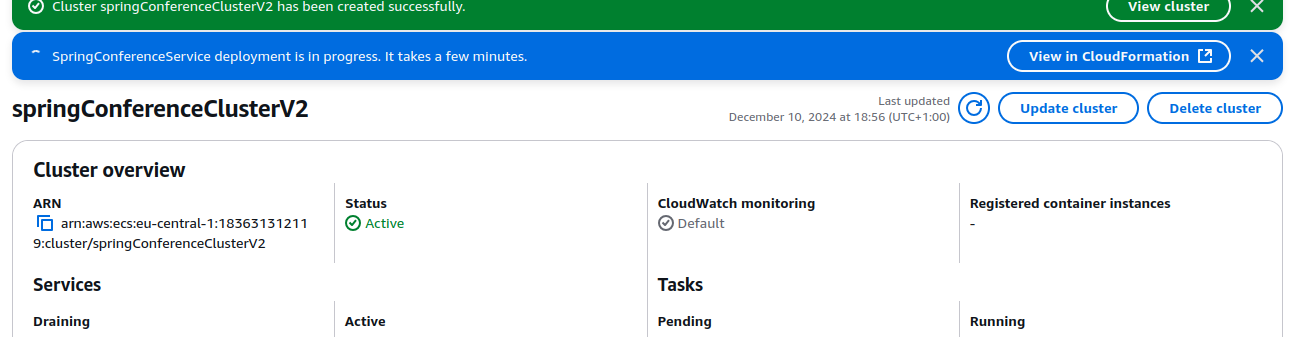 Cluster springConferenceClusterV2 has been created successfully.
View cluster
SpringConferenceService deployment is in progress. It takes a few minutes.
View in CloudFormation
springConferenceClusterV2
Last updated
December 10, 2024 at 18:56 (UTC+1:00)
Update cluster
Delete cluster
Cluster overview
ARN
arn:aws:ecs:eu-central-1:18363131211
9:cluster/springConferenceClusterV2
Status
Active
CloudWatch monitoring
Default
Registered container instances
-
Services
Tasks
Draining
Active
Pending
Running